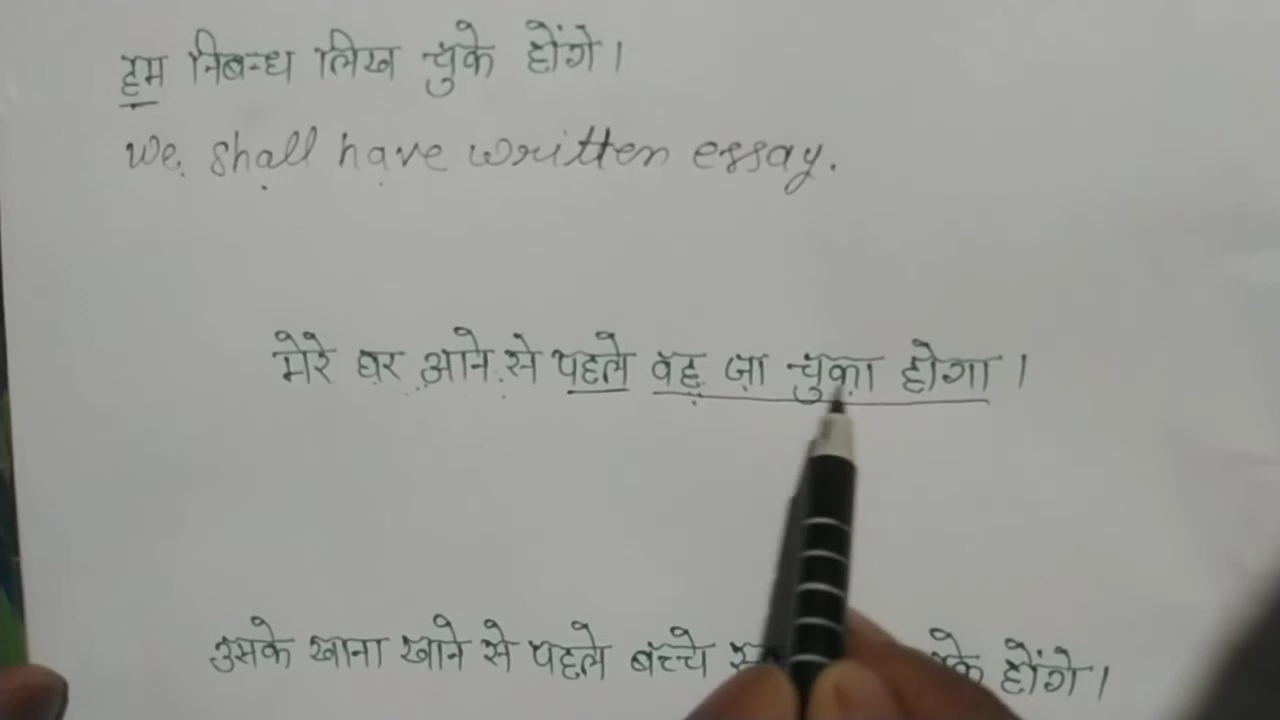 हम निबन्ध लिख चुके होंगे।
We shall have written essay.
मेरे घर आने से पहले वह जा चुका होगा।
उसके खाना खाने से पहले बच्चे होंगे।